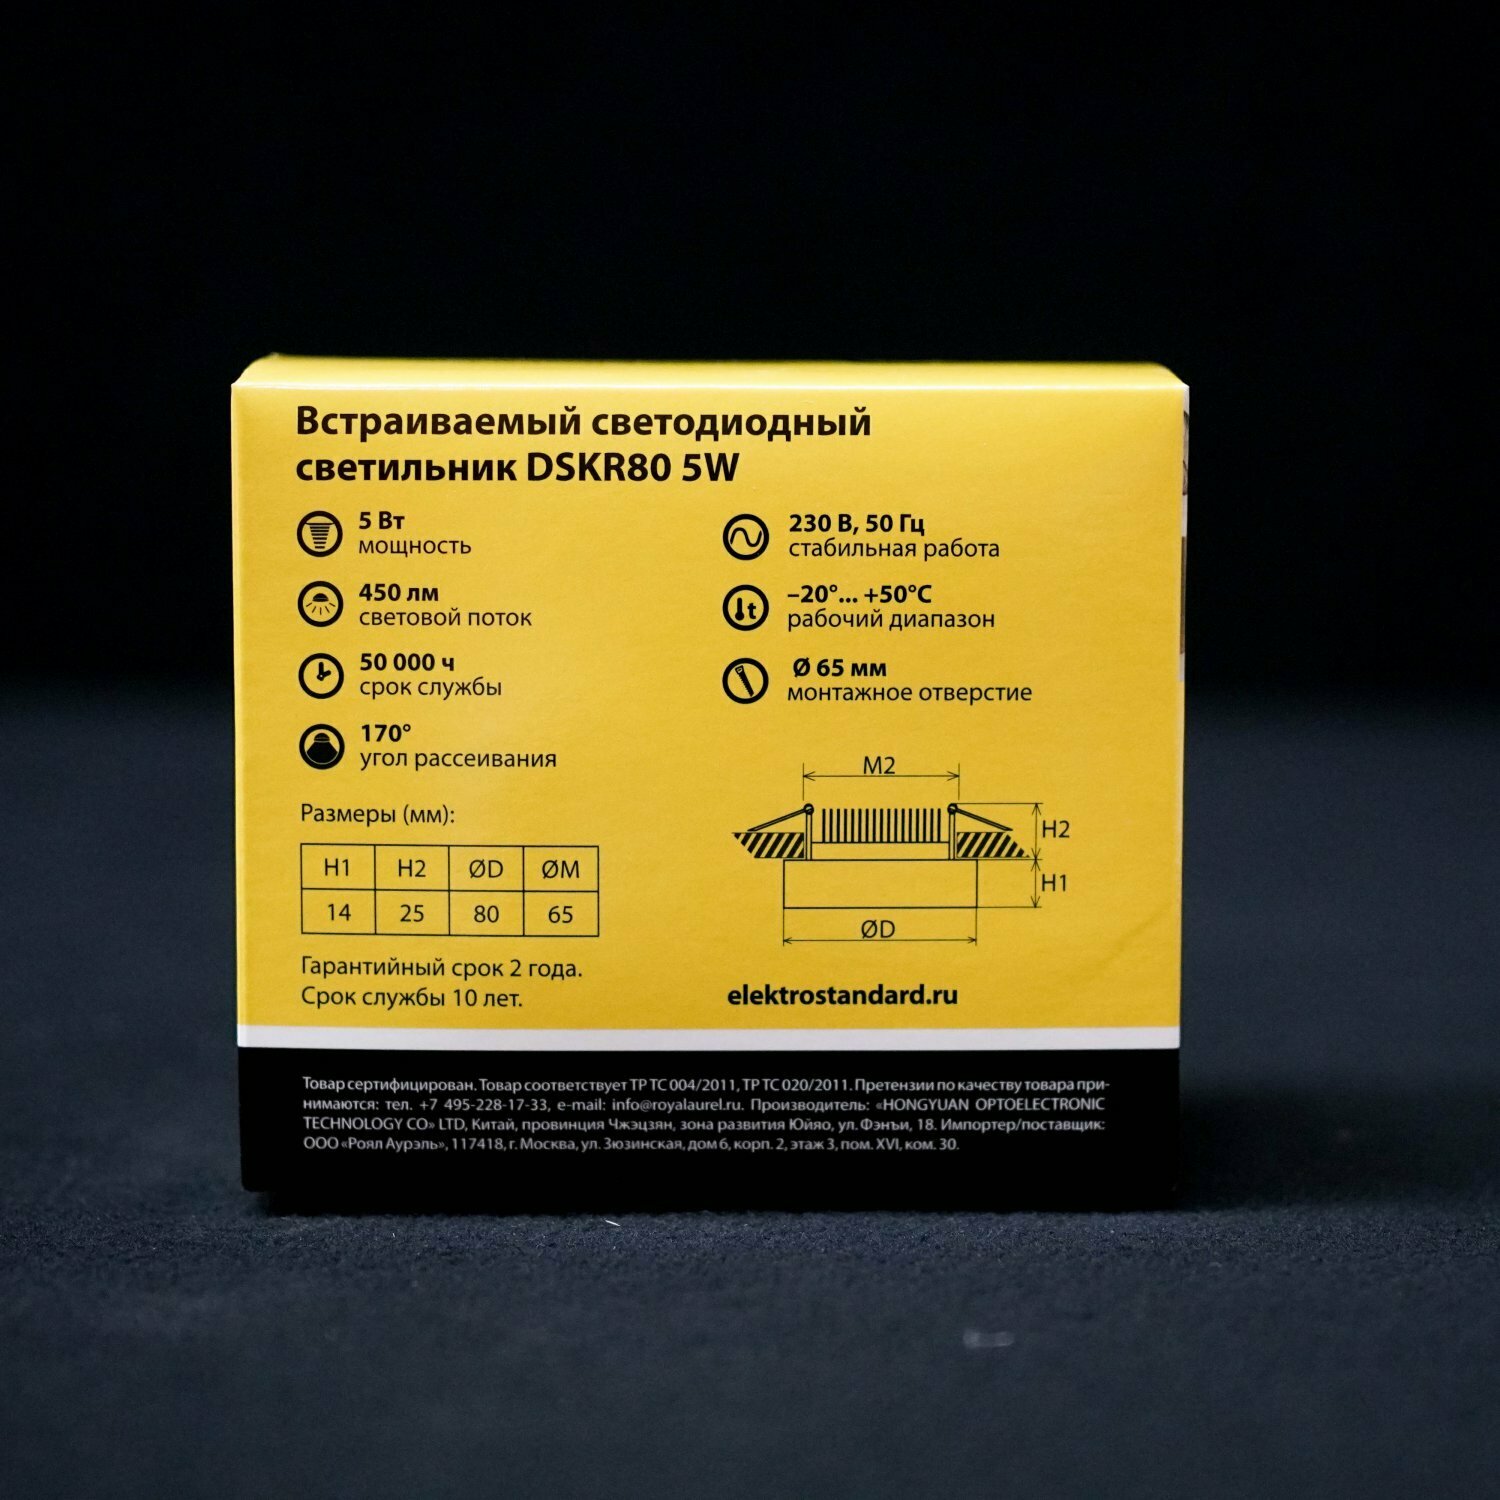 Встраиваемый светодиодный
светильник DSKR80 5W
5 Вт
мощность
450 лм
световой поток
50 000 ч
срок службы
170°
угол рассеивания
230 В, 50 Гц
стабильная работа
t
–20°... +50°C
рабочий диапазон
Ø 65 мм
монтажное отверстие
Размеры (мм):
H1 H2 ØD ØM
14 25 80 65
M2
H2
H1
ØD
Гарантийный срок 2 года.
Срок службы 10 лет.
elektrostandard.ru
Товар сертифицирован. Товар соответствует ТР ТС 004/2011, ТР ТС 020/2011. Претензии по качеству товара при-
нимаются: тел. +7 495-228-17-33, e-mail: info@royalaurel.ru. Производитель: «HONGYUAN OPTOELECTRONIC
TECHNOLOGY CO» LTD, Китай, провинция Чжэцзян, зона развития Юйяо, ул. Фэнъи, 18. Импортер/поставщик:
ООО «Роял Аурэль», 117418, г. Москва, ул. Зюзинская, дом 6, корп. 2, этаж 3, пом. XVI, ком. 30.